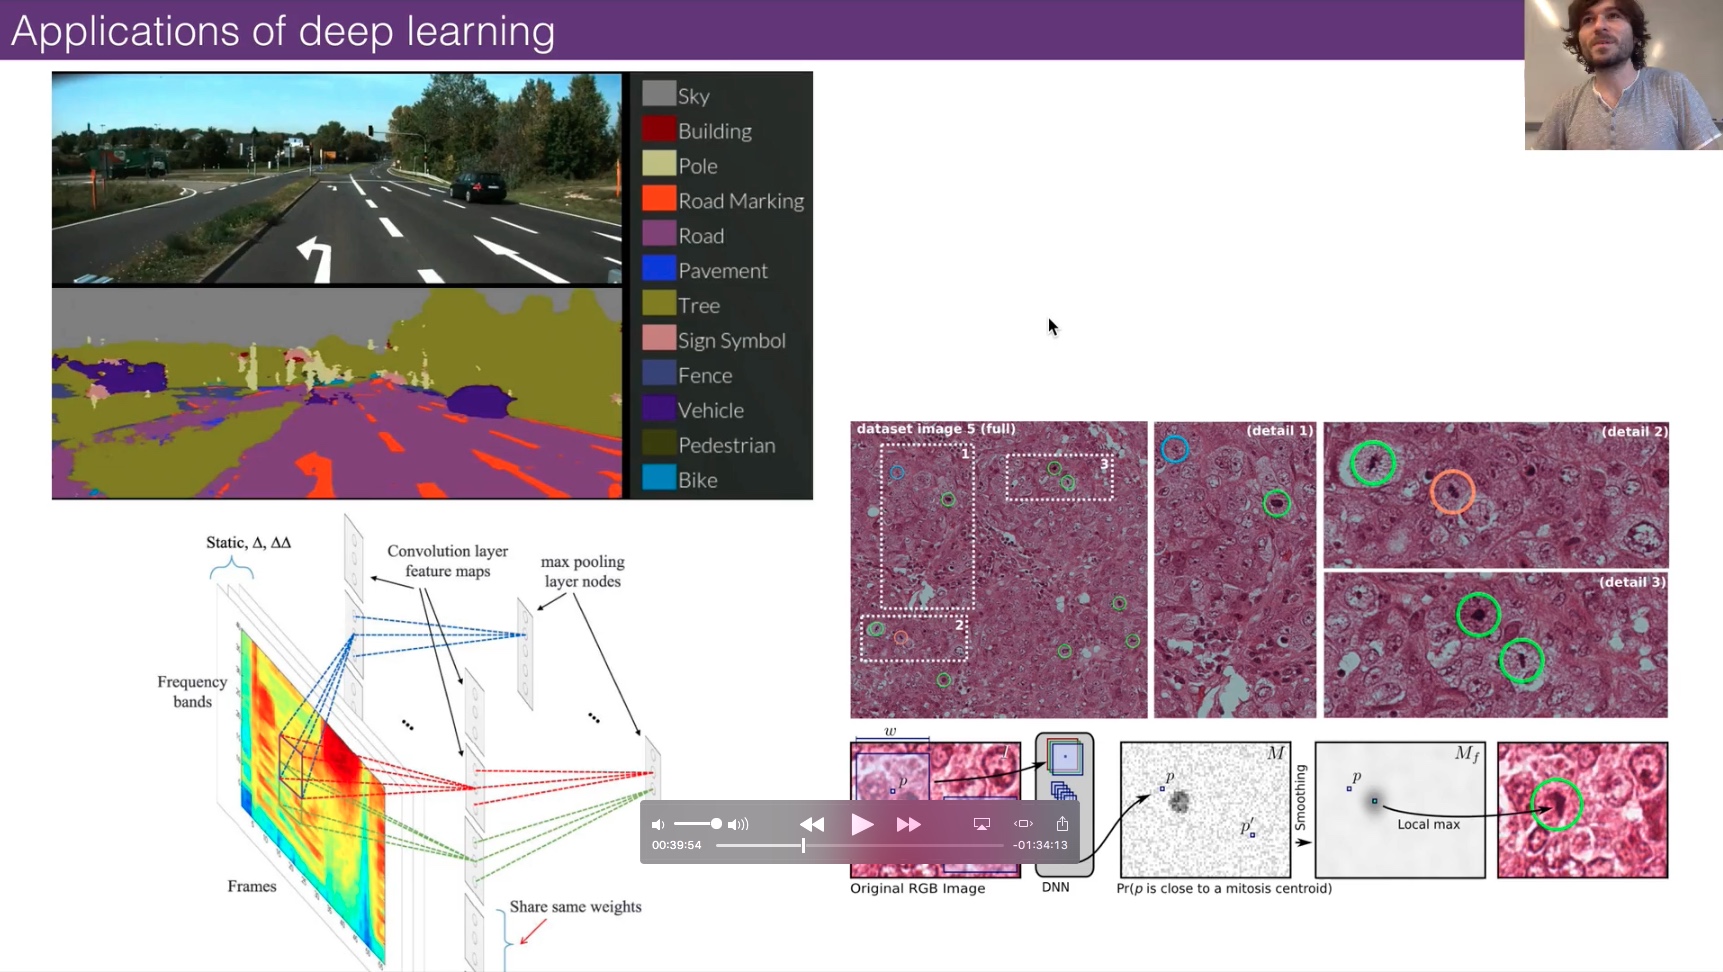 Applications of deep learning
Sky
Building
Pole
Road Marking
Road
Pavement
Tree
Sign Symbol
Fence
Vehicle
Pedestrian
Bike
Static, Δ, ΔΔ
Convolution layer
feature maps
max pooling
layer nodes
Frequency
bands
Frames
Share same weights
dataset image 5 (full)
1
3
2
(detail 1)
(detail 2)
(detail 3)
w
I
p
Original RGB Image
DNN
M
p
p'
Pr(p is close to a mitosis centroid)
Smoothing
M_f
p
Local max
00:39:54
-01:34:13